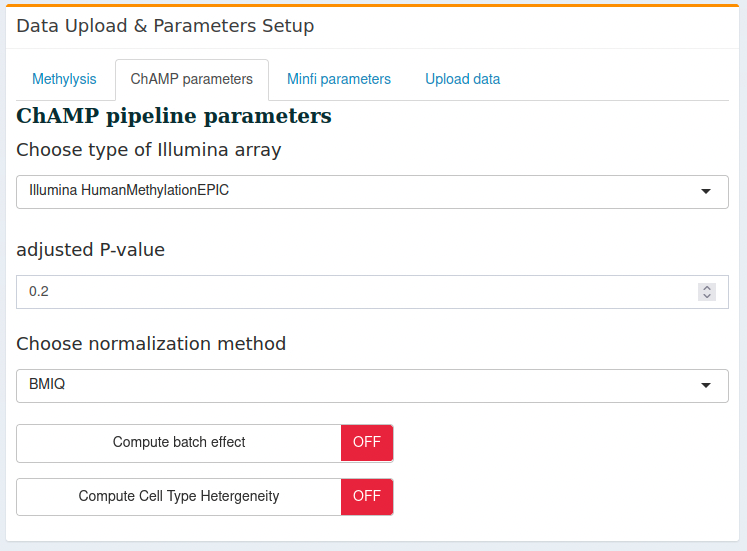 Data Upload & Parameters Setup
Methylysis ChAMP parameters Minfi parameters Upload data
ChAMP pipeline parameters
Choose type of Illumina array
Illumina HumanMethylationEPIC
adjusted P-value
0.2
Choose normalization method
BMIQ
Compute batch effect OFF
Compute Cell Type Hetergeneity OFF